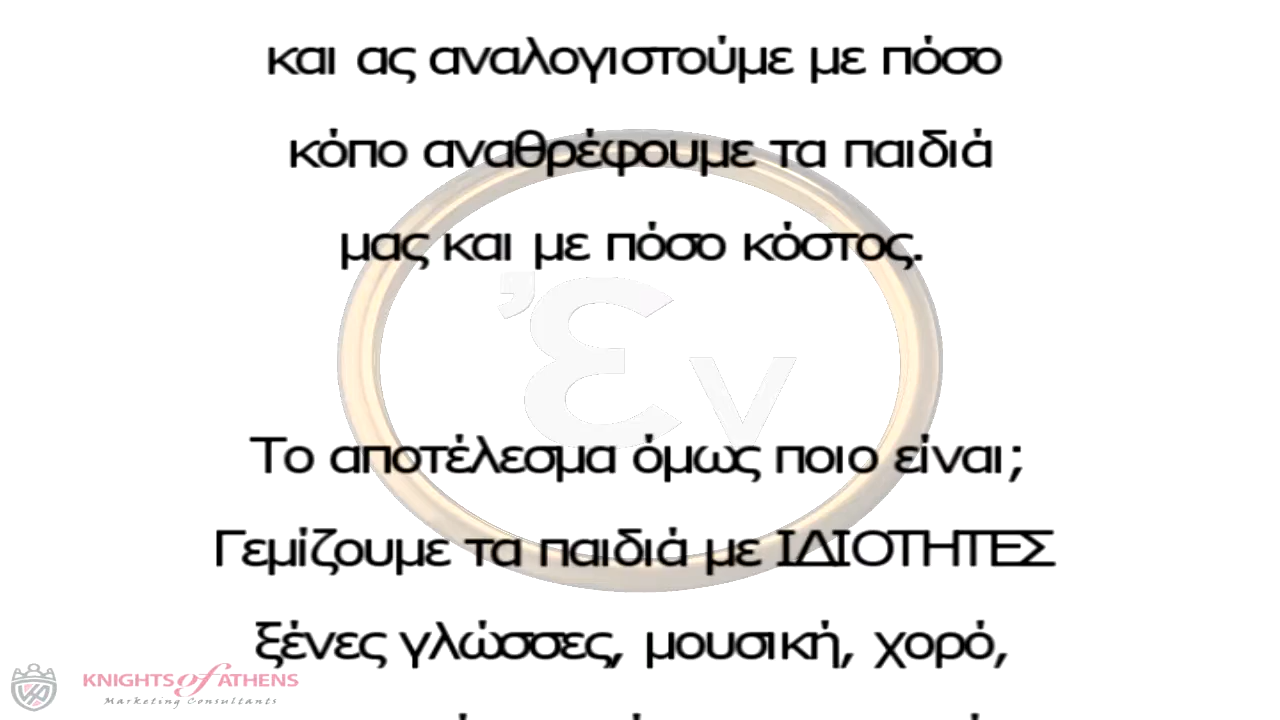 και ας αναλογιστούμε με πόσο
κόπο αναθρέφουμε τα παιδιά
μας και με πόσο κόστος.
Έν
Το αποτέλεσμα όμως ποιο είναι;
Γεμίζουμε τα παιδιά με ΙΔΙΟΤΗΤΕΣ
ξένες γλώσσες, μουσική, χορό,
KNIGHTS of ATHENS
Marketing Consultants